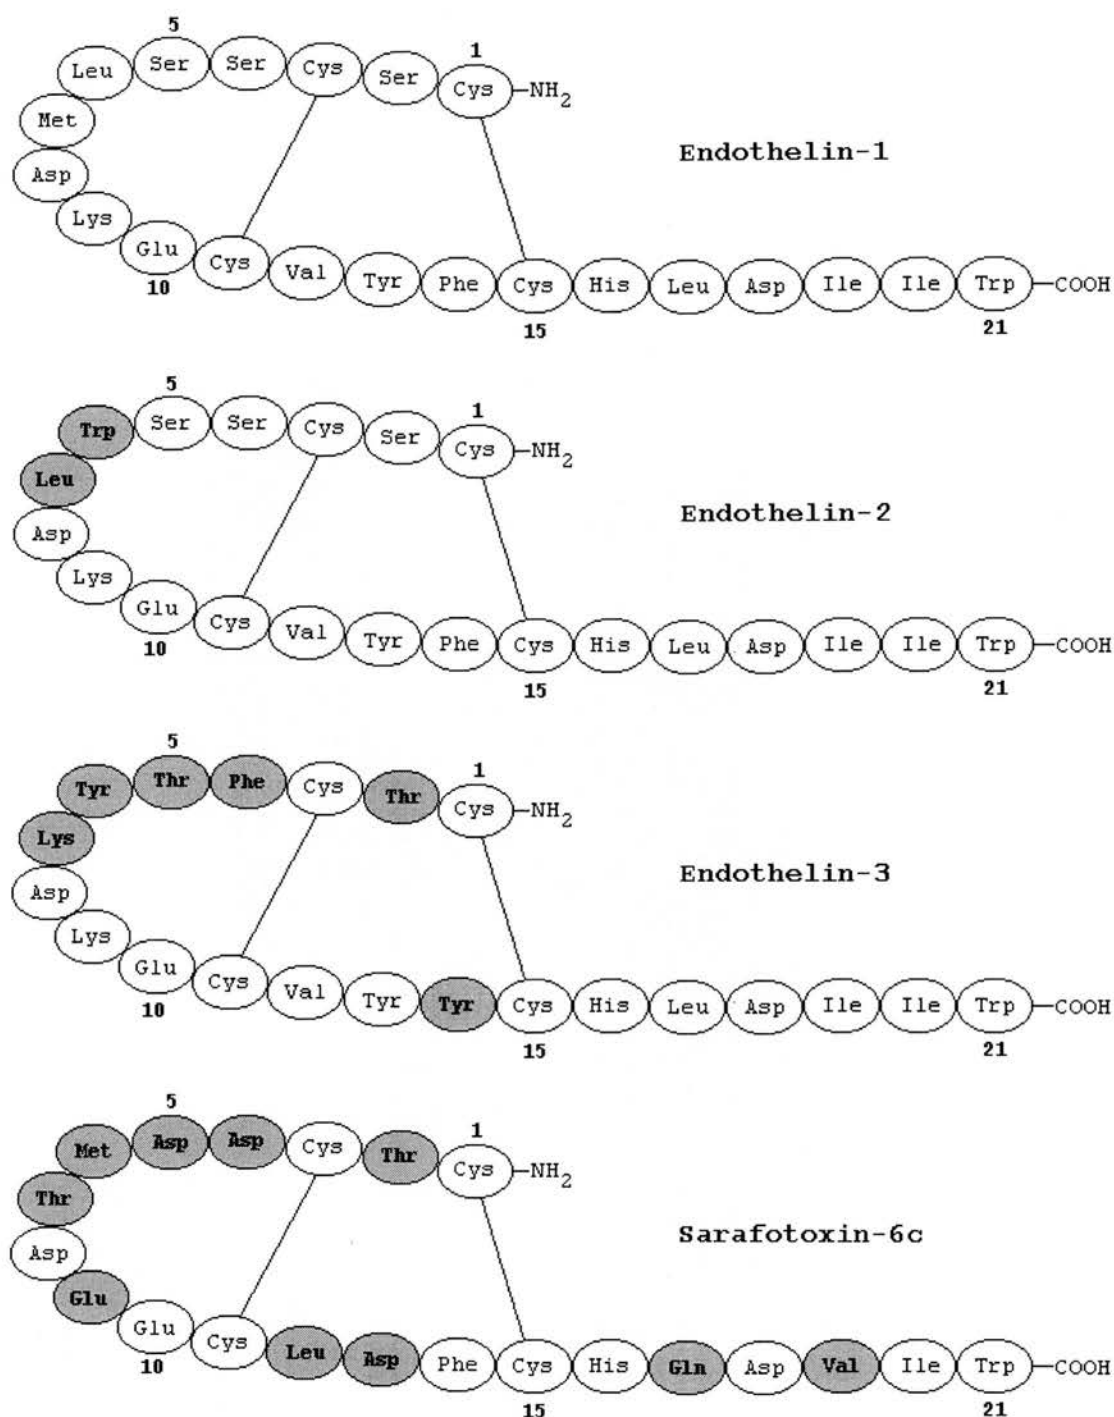 5
1
Leu Ser Ser Cys Ser Cys NH2
Met
Asp
Lys
Endothelin-1
Glu Cys Val Tyr Phe Cys His Leu Asp Ile Ile Trp COOH
10
15
21
5
1
Trp Ser Ser Cys Ser Cys NH2
Leu
Asp
Lys
Endothelin-2
Glu Cys Val Tyr Phe Cys His Leu Asp Ile Ile Trp COOH
10
15
21
5
1
Tyr Thr Phe Cys Thr Cys NH2
Lys
Asp
Lys
Endothelin-3
Glu Cys Val Tyr Tyr Cys His Leu Asp Ile Ile Trp COOH
10
15
21
5
1
Met Asp Asp Cys Thr Cys NH2
Thr
Asp
Glu
Sarafotoxin-6c
Glu Cys Leu Asp Phe Cys His Gln Asp Val Ile Trp COOH
10
15
21